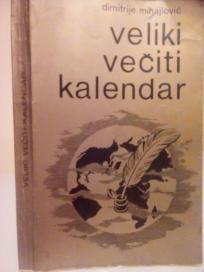 dimitrije mihajlović
veliki
večiti
kalendar
VELIKI VEČITI KALENDAR